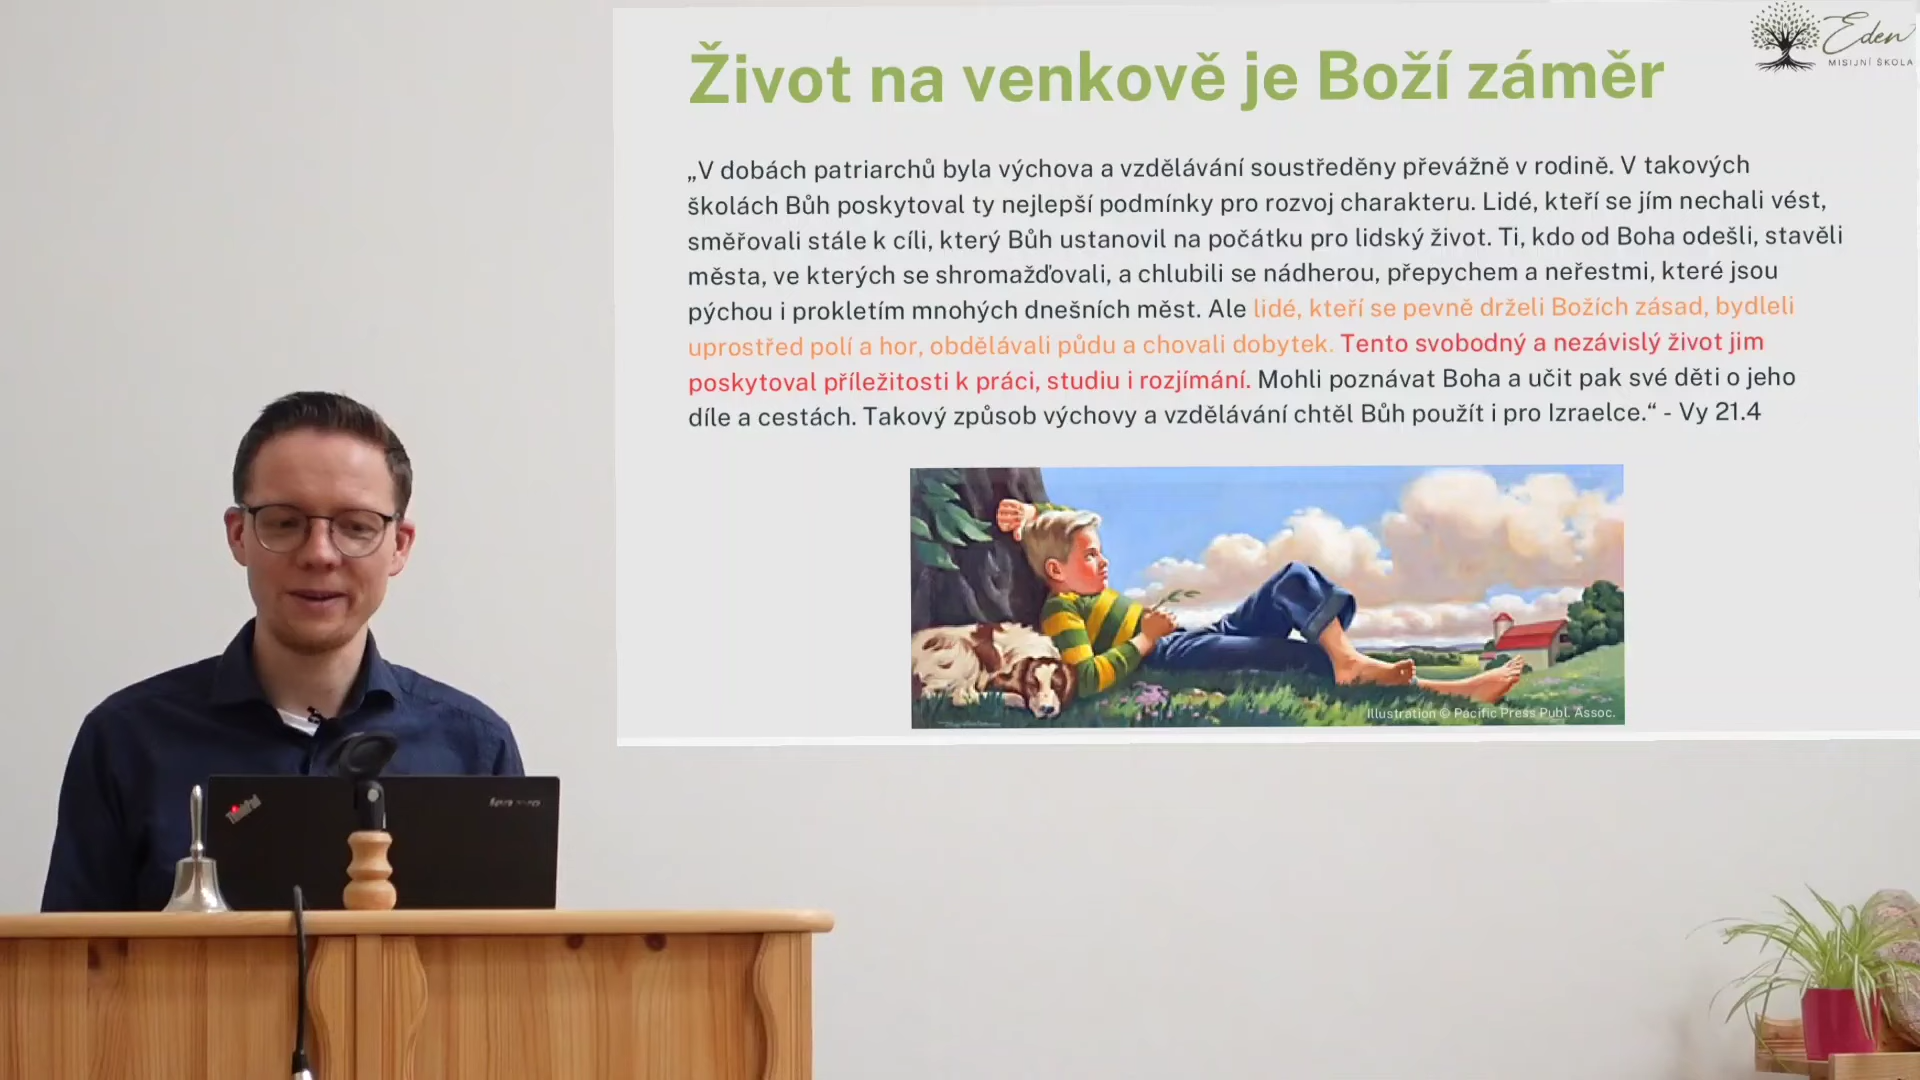 Život na venkově je Boží záměr
Eden
MISIJNÍ ŠKOLA
„V dobách patriarchů byla výchova a vzdělávání soustředěny převážně v rodině. V takových
školách Bůh poskytoval ty nejlepší podmínky pro rozvoj charakteru. Lidé, kteří se jím nechali vést,
směřovali stále k cíli, který Bůh ustanovil na počátku pro lidský život. Ti, kdo od Boha odešli, stavěli
města, ve kterých se shromažďovali, a chlubili se nádherou, přepychem a neřestmi, které jsou
pýchou i prokletím mnohých dnešních měst. Ale lidé, kteří se pevně drželi Božích zásad, bydleli
uprostřed polí a hor, obdělávali půdu a chovali dobytek. Tento svobodný a nezávislý život jim
poskytoval příležitosti k práci, studiu i rozjímání. Mohli poznávat Boha a učit pak své děti o jeho
díle a cestách. Takový způsob výchovy a vzdělávání chtěl Bůh použít i pro Izraelce.“ - Vy 21.4
Illustration © Pacific Press Publ. Assoc.
ThinkPad
lenovo